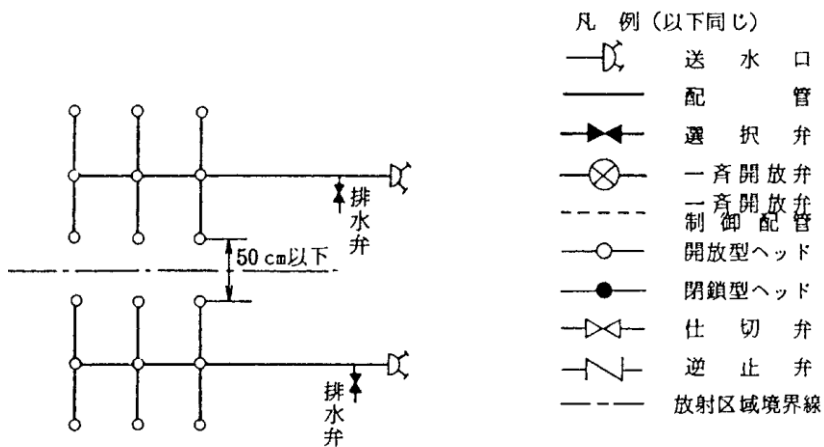 排水弁
50cm以下
排水弁
凡例(以下同じ)
送水口
配管
選択弁
一斉開放弁
一斉開放弁
制御配管
開放型ヘッド
閉鎖型ヘッド
仕切弁
逆止弁
放射区域境界線